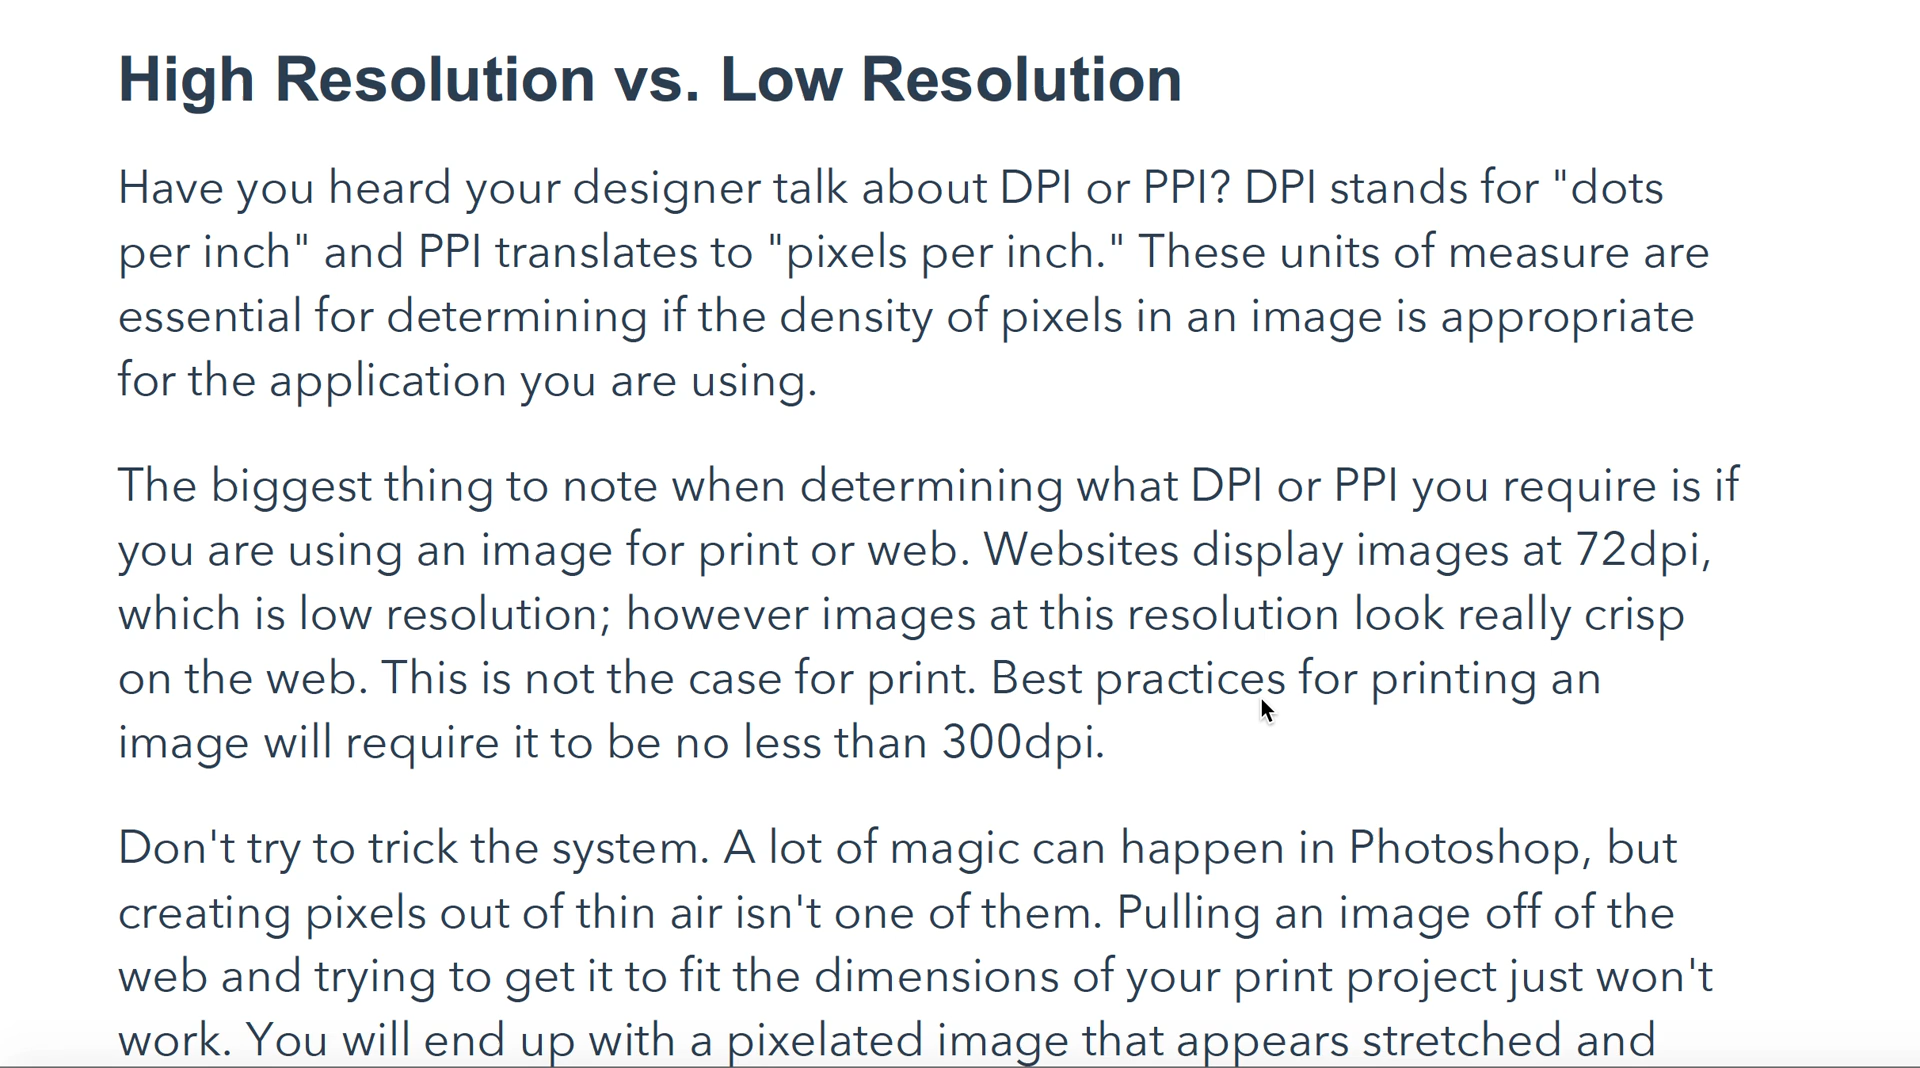 High Resolution vs. Low Resolution
Have you heard your designer talk about DPI or PPI? DPI stands for "dots
per inch" and PPI translates to "pixels per inch." These units of measure are
essential for determining if the density of pixels in an image is appropriate
for the application you are using.
The biggest thing to note when determining what DPI or PPI you require is if
you are using an image for print or web. Websites display images at 72dpi,
which is low resolution; however images at this resolution look really crisp
on the web. This is not the case for print. Best practices for printing an
image will require it to be no less than 300dpi.
Don't try to trick the system. A lot of magic can happen in Photoshop, but
creating pixels out of thin air isn't one of them. Pulling an image off of the
web and trying to get it to fit the dimensions of your print project just won't
work. You will end up with a pixelated image that appears stretched and